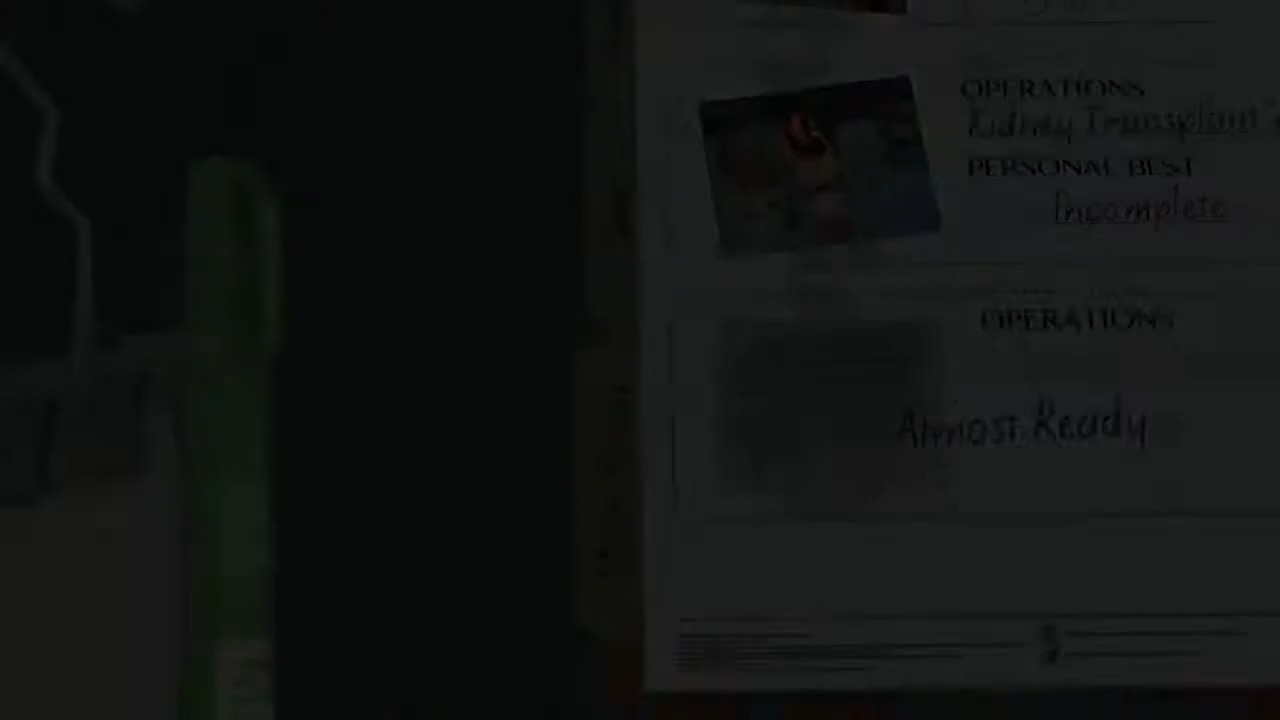 OPERATIONS
Kidney Transplant
PERSONAL BEST
Incomplete
OPERATIONS
Almost Ready